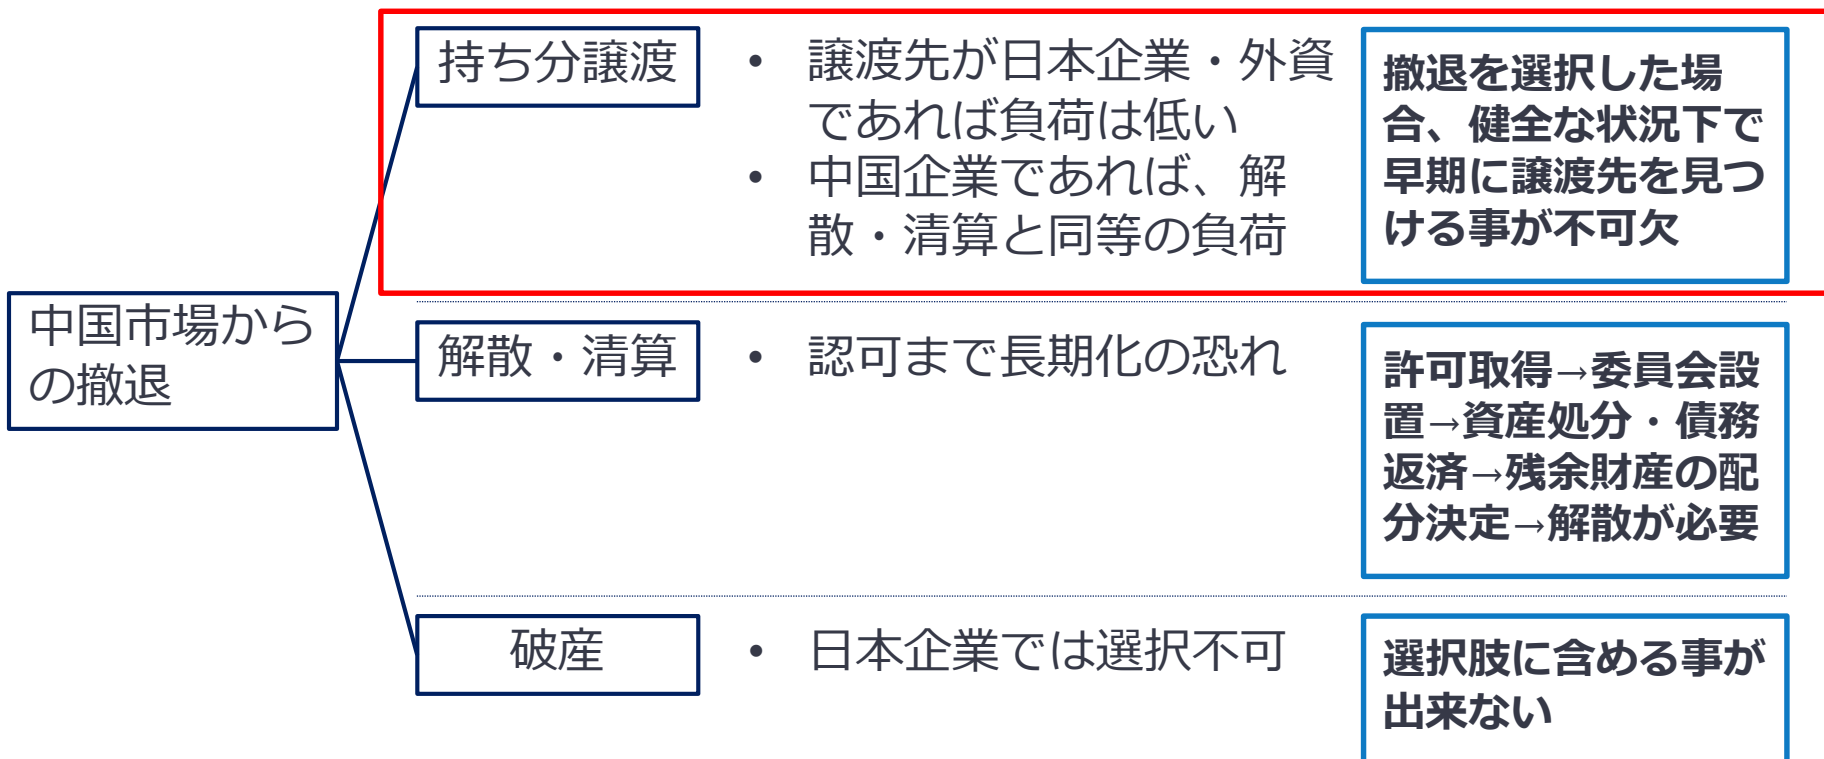 持ち分譲渡
• 譲渡先が日本企業・外資
であれば負荷は低い
• 中国企業であれば、解
散・清算と同等の負荷
撤退を選択した場
合、健全な状況下で
早期に譲渡先を見つ
ける事が不可欠
中国市場から
の撤退
解散・清算
• 認可まで長期化の恐れ
許可取得→委員会設
置→資産処分・債務
返済→残余財産の配
分決定→解散が必要
破産
• 日本企業では選択不可
選択肢に含める事が
出来ない